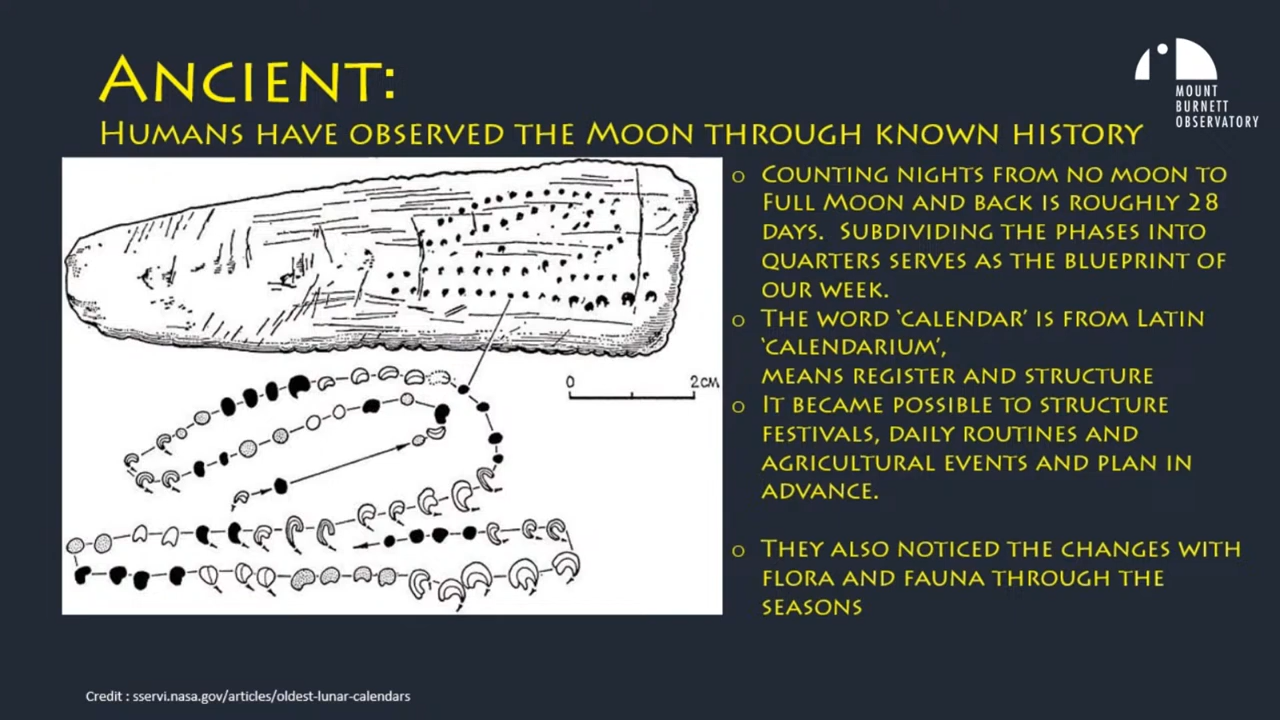 Ancient:
Humans have observed the Moon through known history
MOUNT
BURNETT
OBSERVATORY
o Counting nights from no moon to
Full Moon and back is roughly 28
days. Subdividing the phases into
quarters serves as the blueprint of
our week.
o The word ‘calendar’ is from Latin
‘calendarium’,
means register and structure
o It became possible to structure
festivals, daily routines and
agricultural events and plan in
advance.
o They also noticed the changes with
flora and fauna through the
seasons
0 2 CM
Credit : sservi.nasa.gov/articles/oldest-lunar-calendars